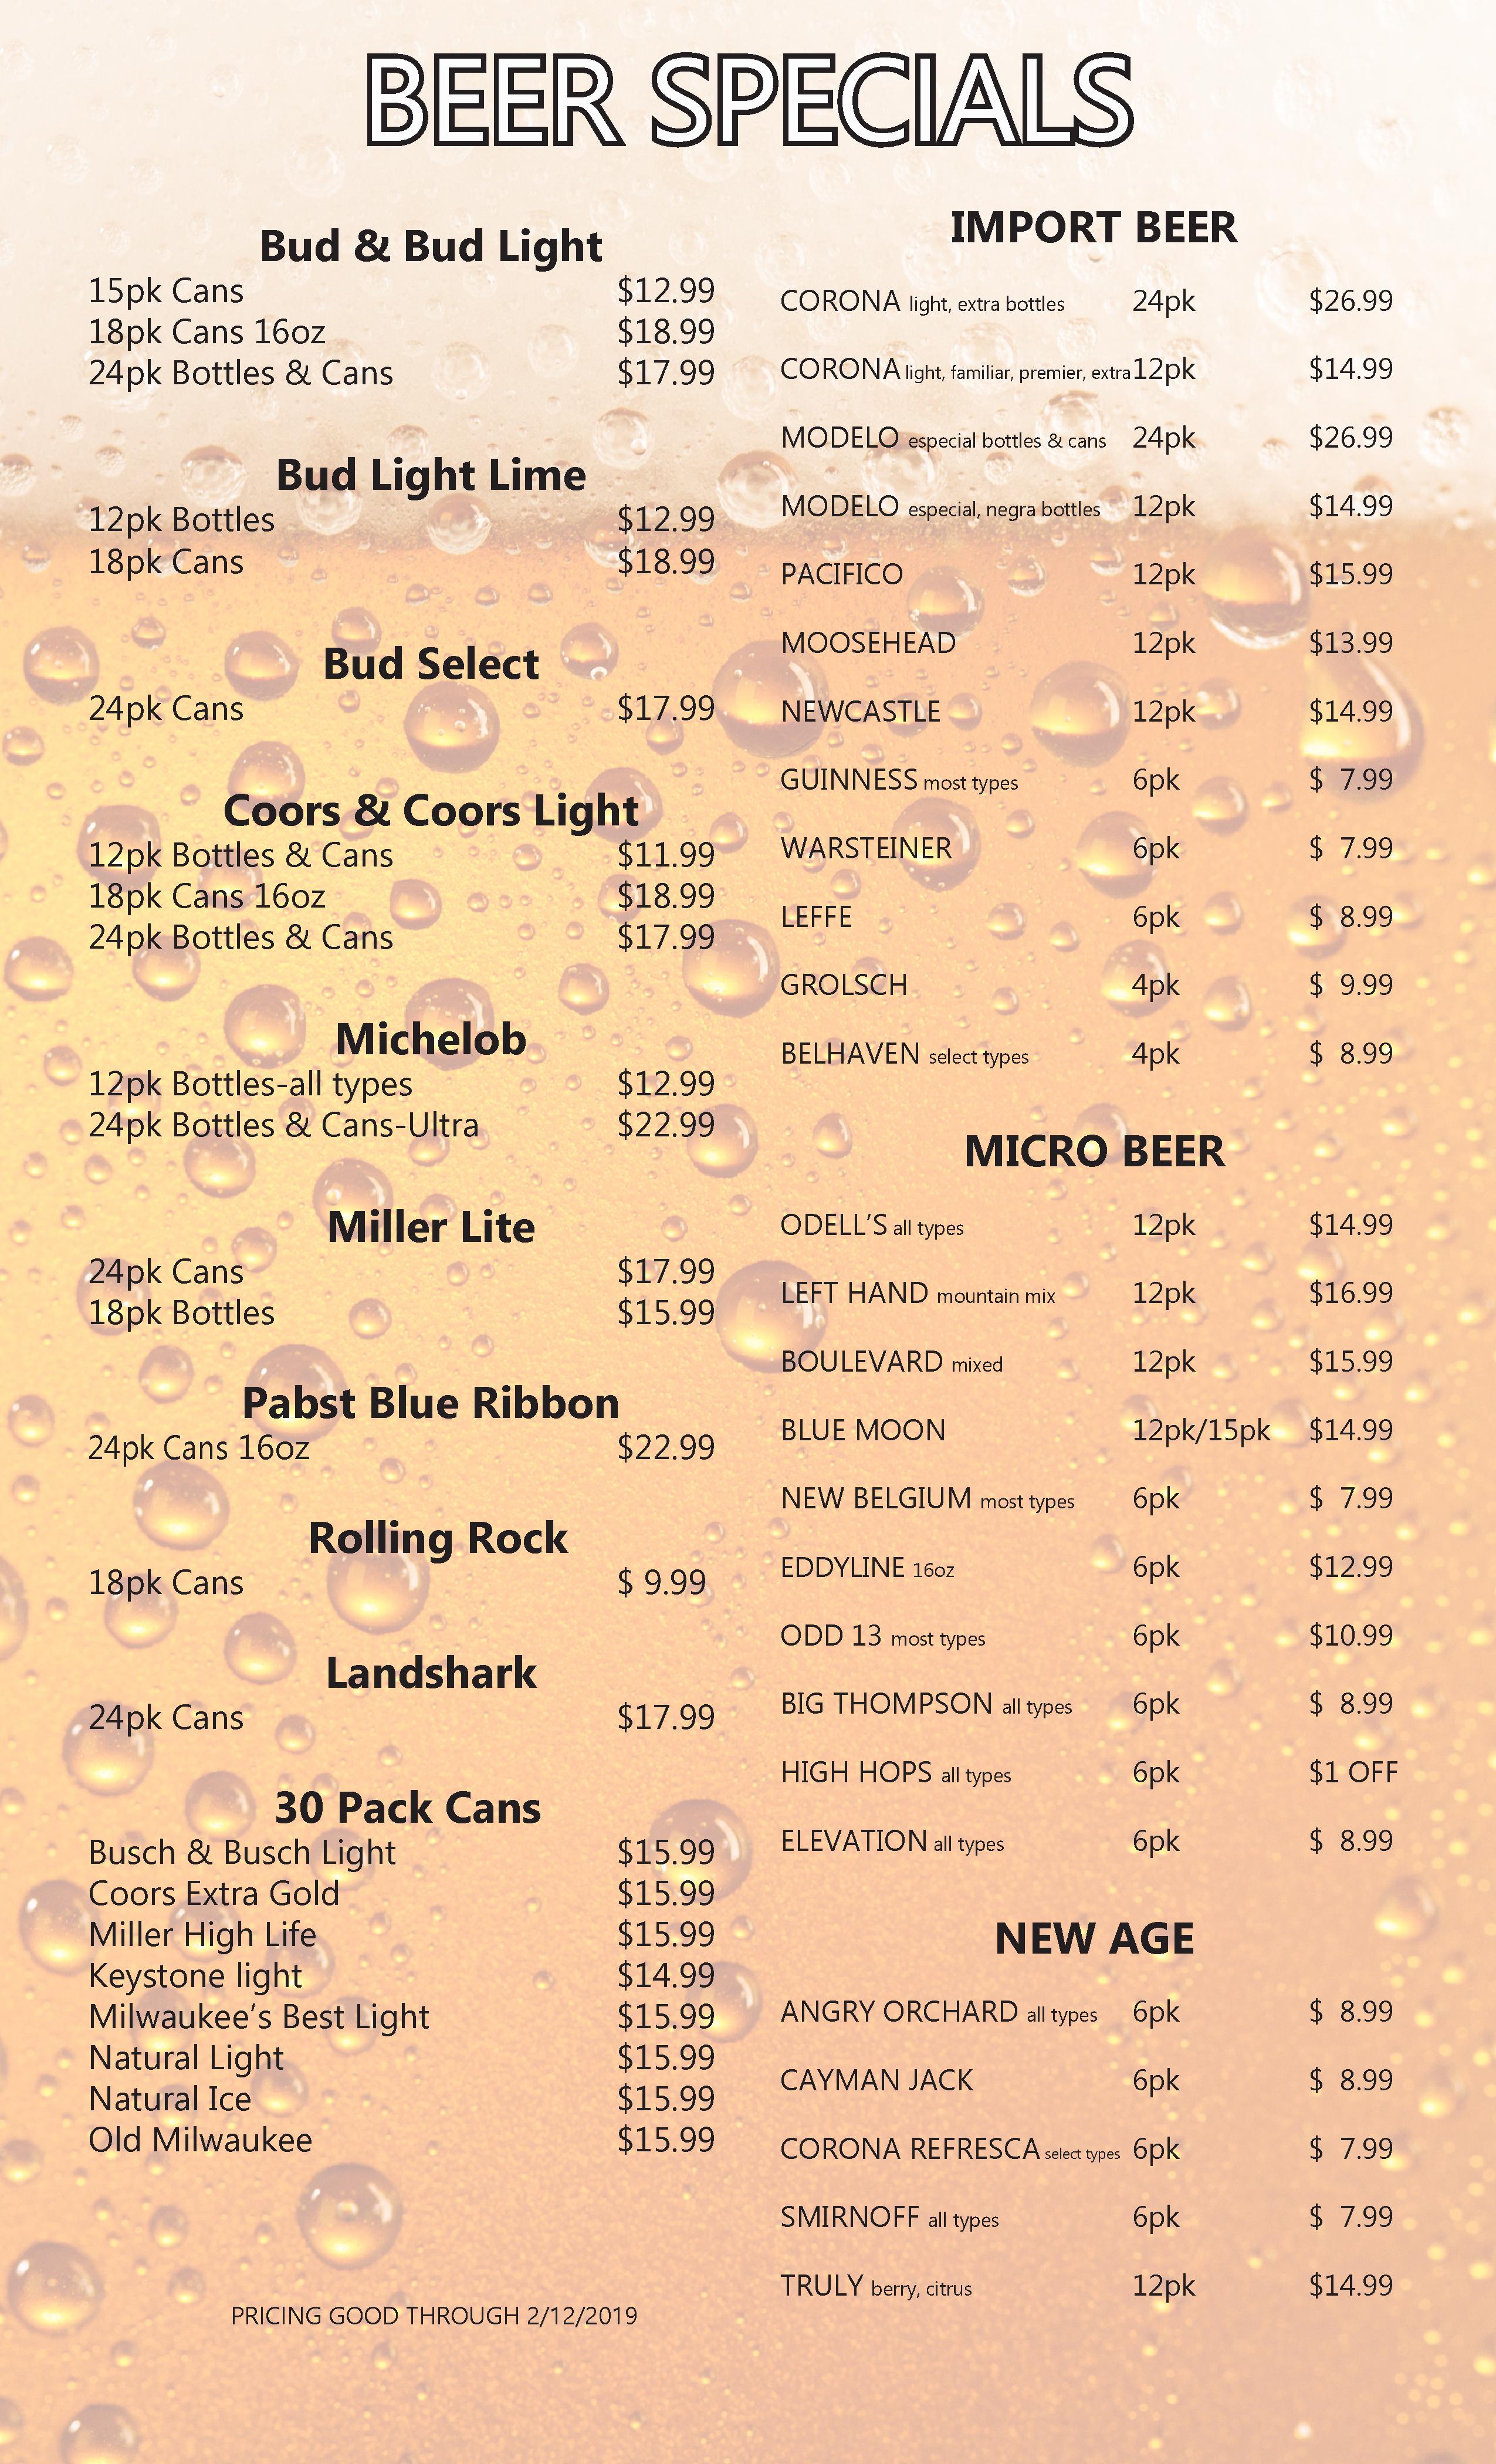 BEER SPECIALS
Bud & Bud Light
15pk Cans $12.99
18pk Cans 16oz $18.99
24pk Bottles & Cans $17.99
Bud Light Lime
12pk Bottles $12.99
18pk Cans $18.99
Bud Select
24pk Cans $17.99
Coors & Coors Light
12pk Bottles & Cans $11.99
18pk Cans 16oz $18.99
24pk Bottles & Cans $17.99
Michelob
12pk Bottles-all types $12.99
24pk Bottles & Cans-Ultra $22.99
Miller Lite
24pk Cans $17.99
18pk Bottles $15.99
Pabst Blue Ribbon
24pk Cans 16oz $22.99
Rolling Rock
18pk Cans $ 9.99
Landshark
24pk Cans $17.99
30 Pack Cans
Busch & Busch Light $15.99
Coors Extra Gold $15.99
Miller High Life $15.99
Keystone light $14.99
Milwaukee's Best Light $15.99
Natural Light $15.99
Natural Ice $15.99
Old Milwaukee $15.99
PRICING GOOD THROUGH 2/12/2019
IMPORT BEER
CORONA light, extra bottles 24pk $26.99
CORONA light, familiar, premier, extra 12pk $14.99
MODELO especial bottles & cans 24pk $26.99
MODELO especial, negra bottles 12pk $14.99
PACIFICO 12pk $15.99
MOOSEHEAD 12pk $13.99
NEWCASTLE 12pk $14.99
GUINNESS most types 6pk $ 7.99
WARSTEINER 6pk $ 7.99
LEFFE 6pk $ 8.99
GROLSCH 4pk $ 9.99
BELHAVEN select types 4pk $ 8.99
MICRO BEER
ODELL'S all types 12pk $14.99
LEFT HAND mountain mix 12pk $16.99
BOULEVARD mixed 12pk $15.99
BLUE MOON 12pk/15pk $14.99
NEW BELGIUM most types 6pk $ 7.99
EDDYLINE 16oz 6pk $12.99
ODD 13 most types 6pk $10.99
BIG THOMPSON all types 6pk $ 8.99
HIGH HOPS all types 6pk $1 OFF
ELEVATION all types 6pk $ 8.99
NEW AGE
ANGRY ORCHARD all types 6pk $ 8.99
CAYMAN JACK 6pk $ 8.99
CORONA REFRESCA select types 6pk $ 7.99
SMIRNOFF all types 6pk $ 7.99
TRULY berry, citrus 12pk $14.99